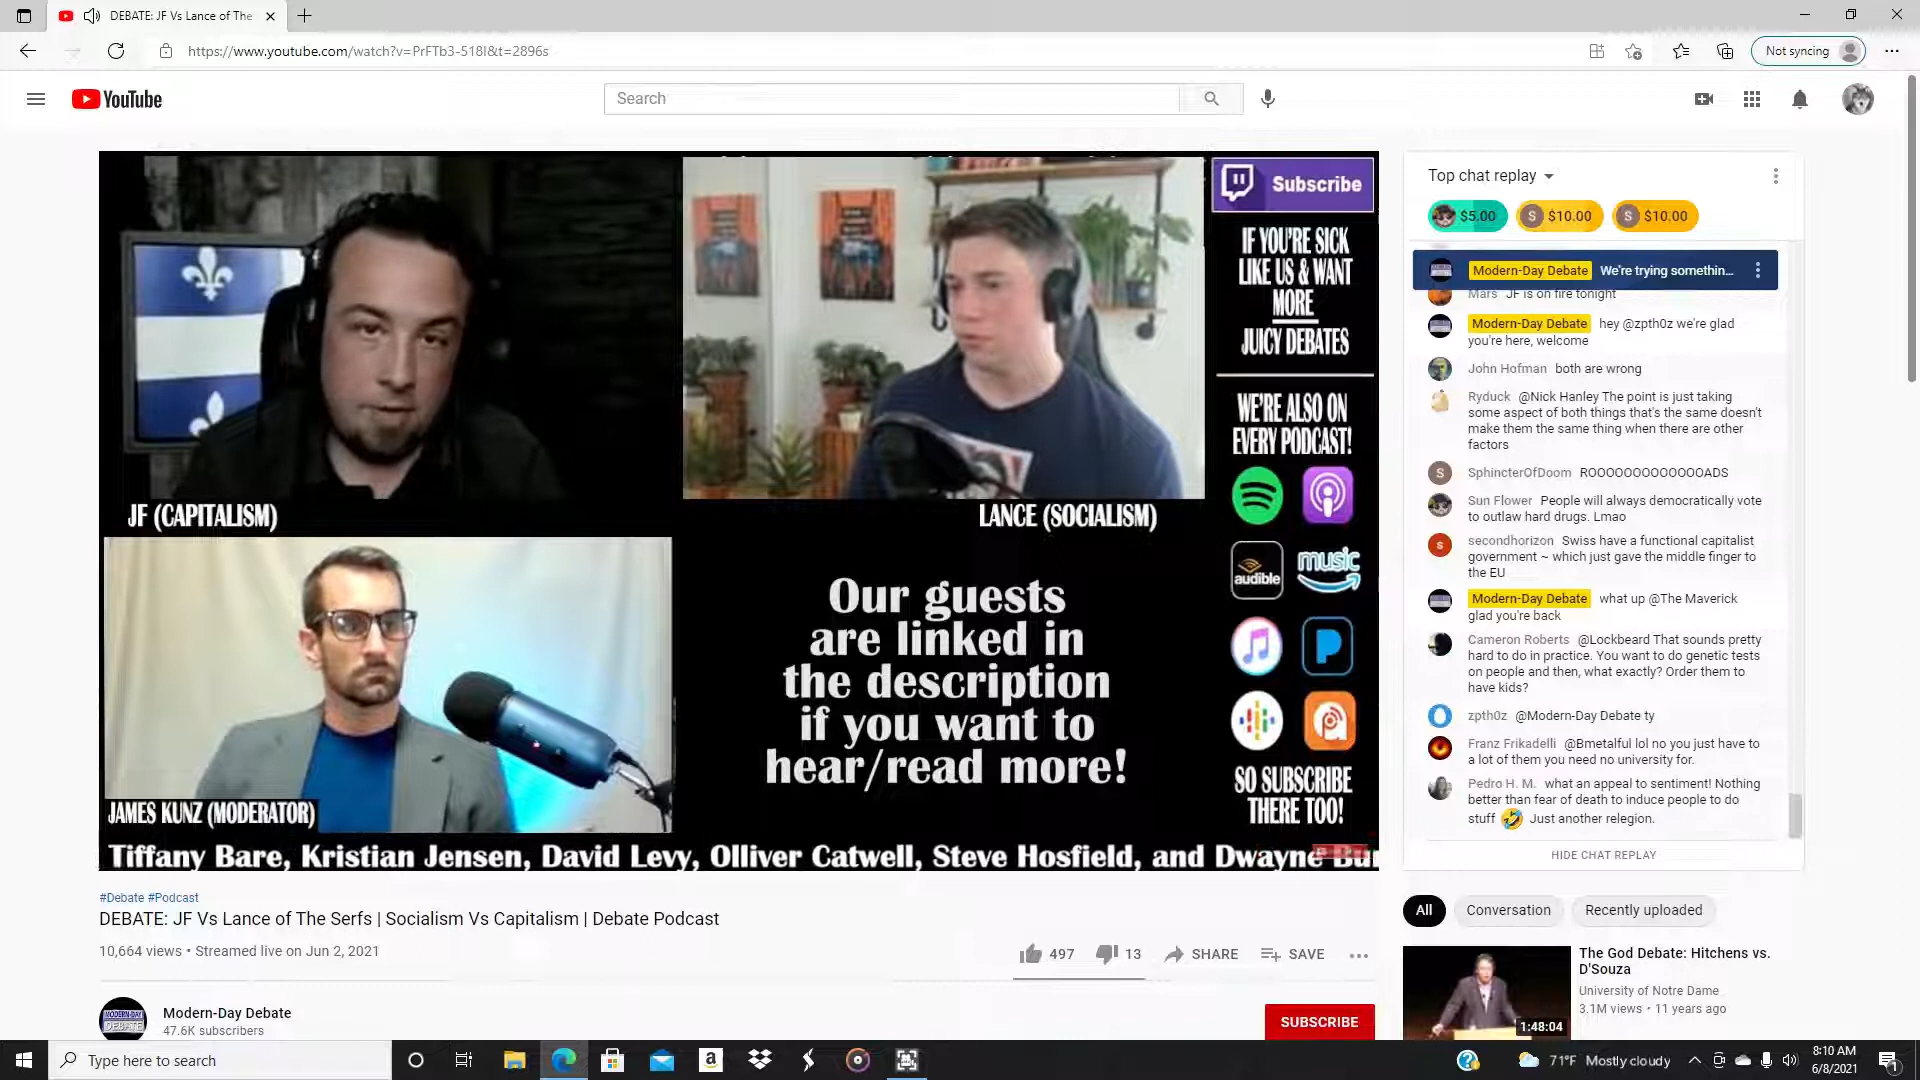 DEBATE: JF Vs Lance of The
https://www.youtube.com/watch?v=PrFTb3-518I&t=2896s
Not syncing
YouTube
Search
Subscribe
IF YOU'RE SICK
LIKE US & WANT
MORE
JUICY DEBATES
WE'RE ALSO ON
EVERY PODCAST!
audible
music
SO SUBSCRIBE
THERE TOO!
JF (CAPITALISM)
LANCE (SOCIALISM)
JAMES KUNZ (MODERATOR)
Our guests
are linked in
the description
if you want to
hear/read more!
Tiffany Bare, Kristian Jensen, David Levy, Olliver Catwell, Steve Hosfield, and Dwayne
Top chat replay
$5.00
S $10.00
S $10.00
Modern-Day Debate We're trying somethin...
Mars JF is on fire tonight
Modern-Day Debate hey @zpth0z we're glad
you're here, welcome
John Hofman both are wrong
Ryduck @Nick Hanley The point is just taking
some aspect of both things that's the same doesn't
make them the same thing when there are other
factors
S SphincterOfDoom ROOOOOOOOOOOOOADS
Sun Flower People will always democratically vote
to outlaw hard drugs. Lmao
s secondhorizon Swiss have a functional capitalist
government ~ which just gave the middle finger to
the EU
Modern-Day Debate what up @The Maverick
glad you're back
Cameron Roberts @Lockbeard That sounds pretty
hard to do in practice. You want to do genetic tests
on people and then, what exactly? Order them to
have kids?
zpth0z @Modern-Day Debate ty
Franz Frikadelli @Bmetalful lol no you just have to
a lot of them you need no university for.
Pedro H. M. what an appeal to sentiment! Nothing
better than fear of death to induce people to do
stuff 🤣 Just another relegion.
HIDE CHAT REPLAY
#Debate #Podcast
DEBATE: JF Vs Lance of The Serfs | Socialism Vs Capitalism | Debate Podcast
10,664 views • Streamed live on Jun 2, 2021
497
13
SHARE
SAVE
MODERN-DAY
DEBATE
Modern-Day Debate
47.6K subscribers
SUBSCRIBE
All
Conversation
Recently uploaded
The God Debate: Hitchens vs.
D'Souza
University of Notre Dame
3.1M views • 11 years ago
1:48:04
Type here to search
71°F Mostly cloudy
8:10 AM
6/8/2021
1